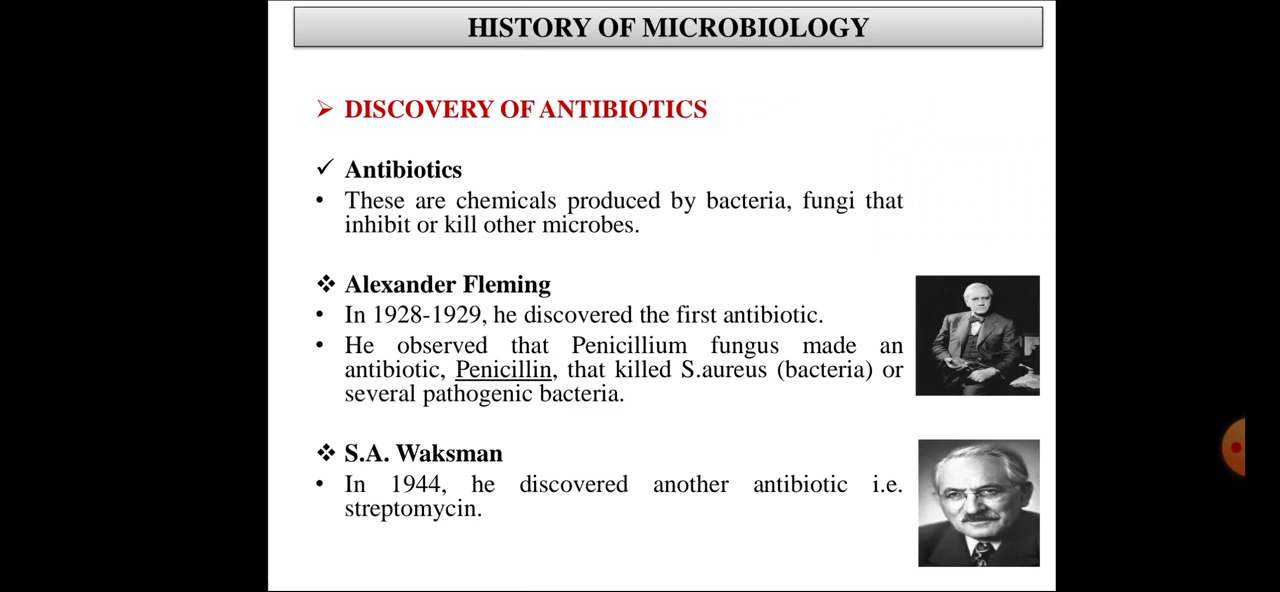 HISTORY OF MICROBIOLOGY
➢ DISCOVERY OF ANTIBIOTICS
✓ Antibiotics
• These are chemicals produced by bacteria, fungi that
inhibit or kill other microbes.
❖ Alexander Fleming
• In 1928-1929, he discovered the first antibiotic.
• He observed that Penicillium fungus made an
antibiotic, Penicillin, that killed S.aureus (bacteria) or
several pathogenic bacteria.
❖ S.A. Waksman
• In 1944, he discovered another antibiotic i.e.
streptomycin.